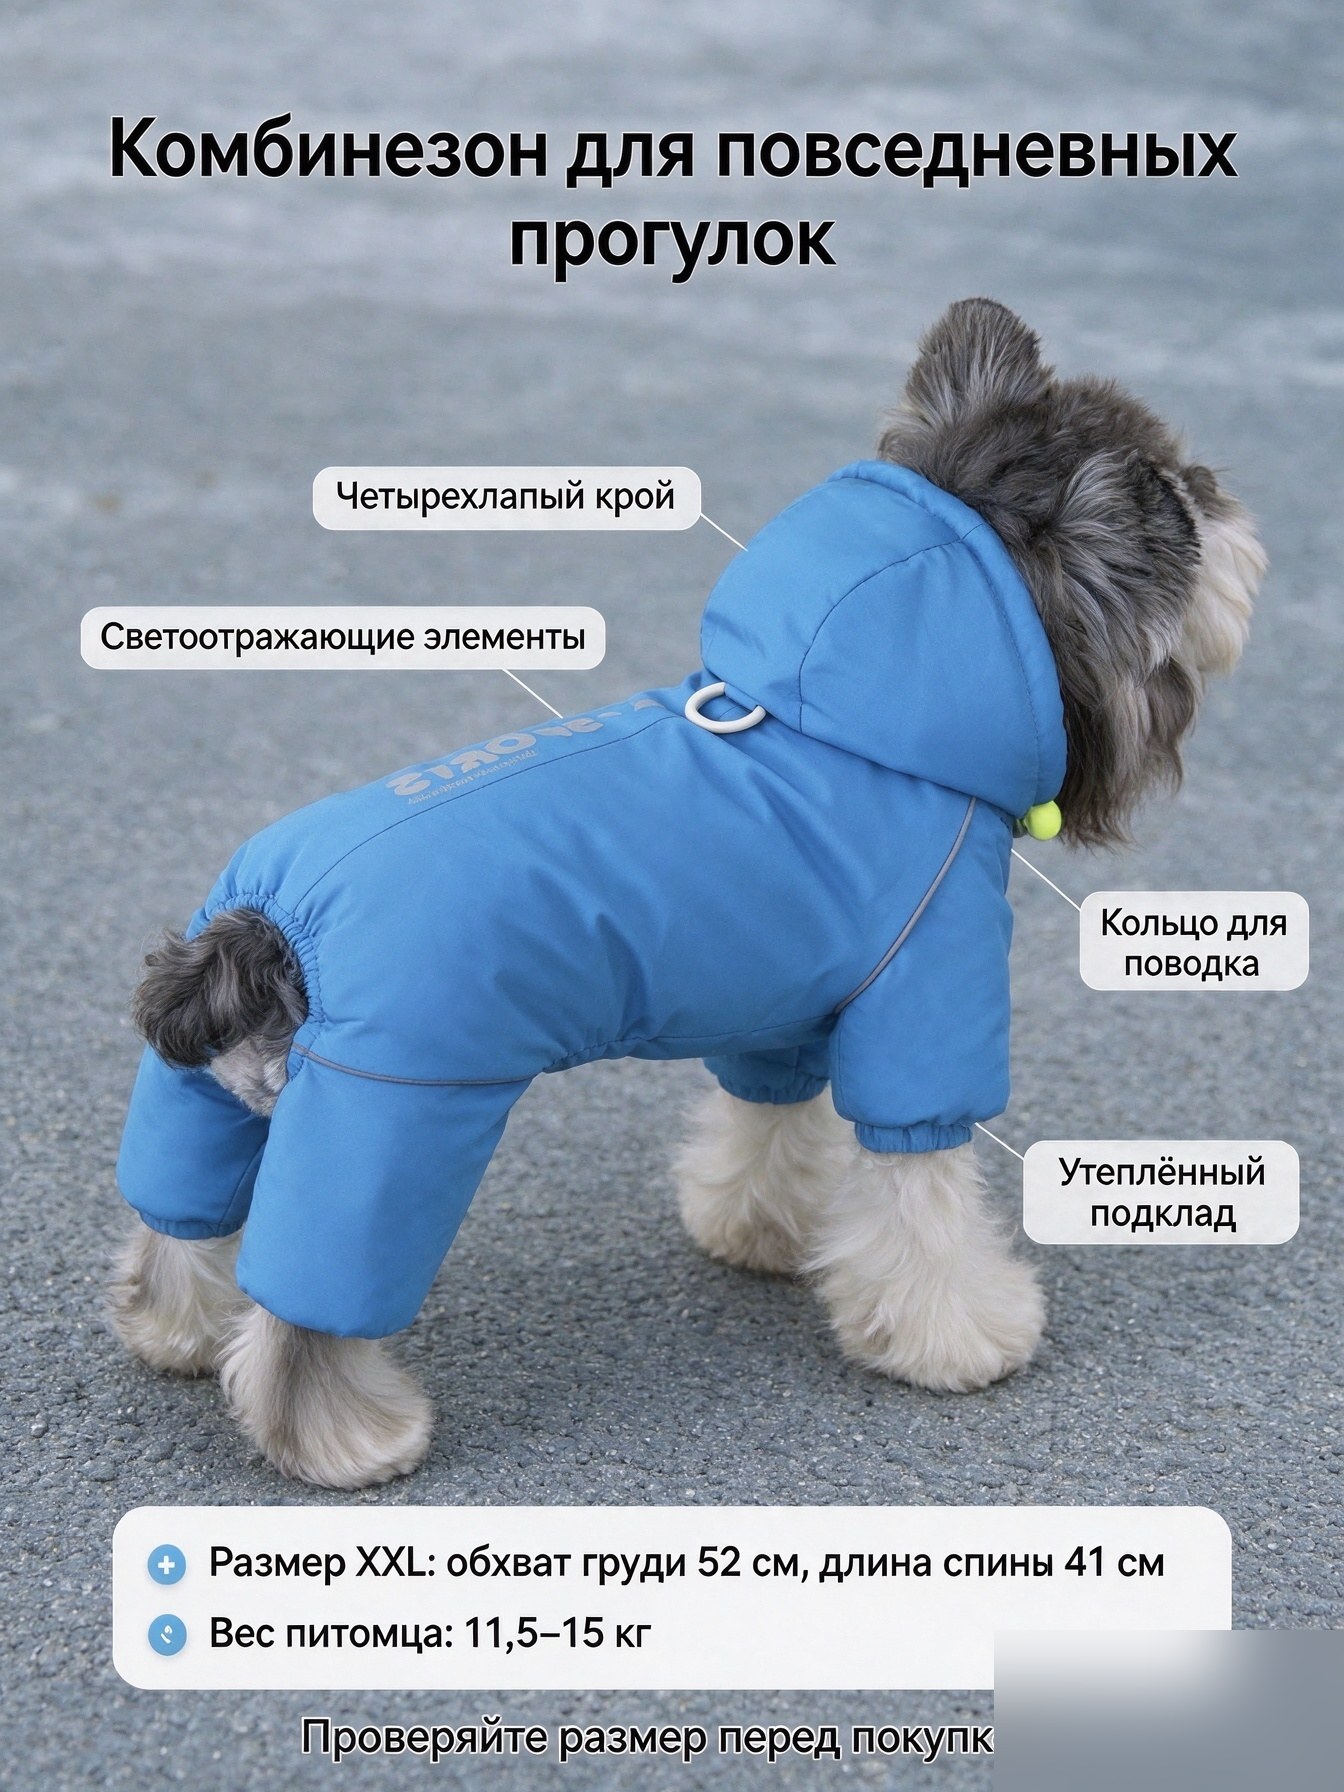 Комбинезон для повседневных
прогулок
Четырехлапый крой
Светоотражающие элементы
Кольцо для
поводка
Утеплённый
подклад
Размер XXL: обхват груди 52 см, длина спины 41 см
Вес питомца: 11,5–15 кг
Проверяйте размер перед